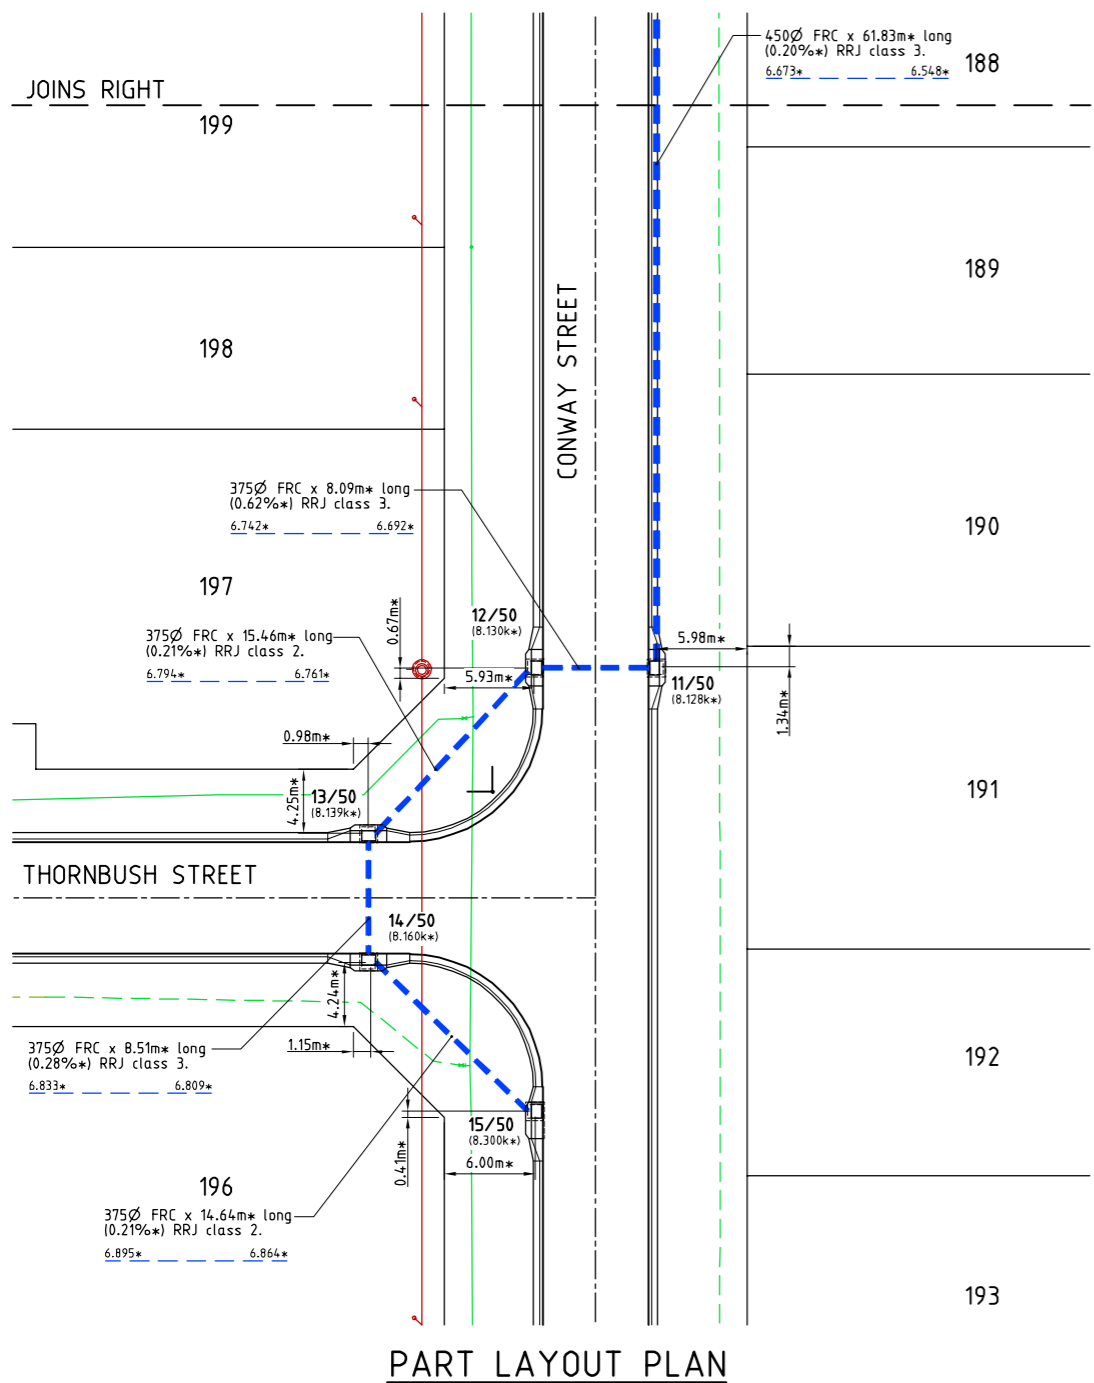 450Ø FRC x 61.83m* long
(0.20%*) RRJ class 3.
6.673* 6.548*
188
JOINS RIGHT
199
189
CONWAY STREET
198
375Ø FRC x 8.09m* long
(0.62%*) RRJ class 3.
6.742* 6.692*
190
197
0.67m*
12/50
(8.130k*)
375Ø FRC x 15.46m* long
(0.21%*) RRJ class 2.
6.794* 6.761*
5.98m*
5.93m*
11/50
(8.128k*)
1.34m*
0.98m*
4.25m*
13/50
(8.139k*)
191
THORNBUSH STREET
14/50
(8.160k*)
4.24m*
375Ø FRC x 8.51m* long
(0.28%*) RRJ class 3.
6.833* 6.809*
1.15m*
192
15/50
(8.300k*)
0.41m*
6.00m*
196
375Ø FRC x 14.64m* long
(0.21%*) RRJ class 2.
6.895* 6.864*
193
PART LAYOUT PLAN